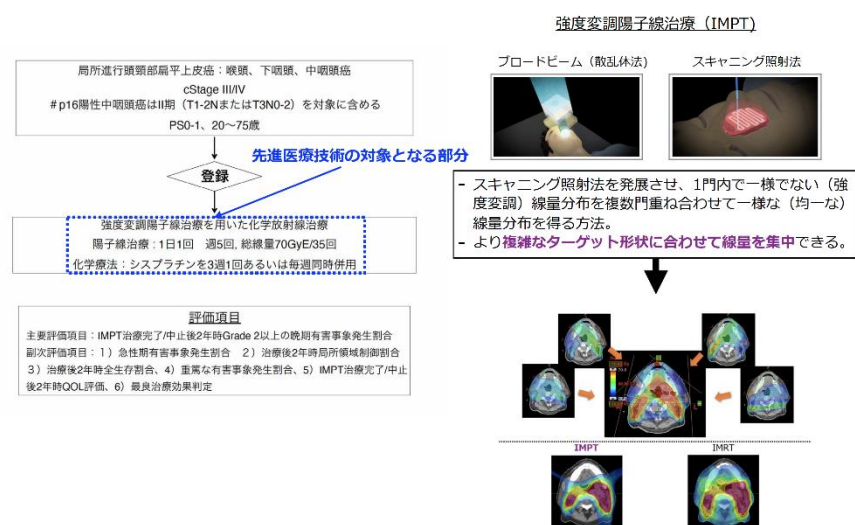 局所進行頭頸部扁平上皮癌：喉頭、下咽頭、中咽頭癌
cStage III/IV
# p16陽性中咽頭癌はII期（T1-2NまたはT3N0-2）を対象に含める
PS0-1、20〜75歳
先進医療技術の対象となる部分
登録
強度変調陽子線治療を用いた化学放射線治療
陽子線治療 : 1日1回 週5回, 総線量70GyE/35回
化学療法：シスプラチンを3週1回あるいは毎週同時併用
評価項目
主要評価項目：IMPT治療完了/中止後2年時Grade 2以上の晩期有害事象発生割合
副次評価項目：１）急性期有害事象発生割合 ２）治療後2年時局所領域制御割合
３）治療後2年時全生存割合、4）重篤な有害事象発生割合、5）IMPT治療完了/中止
後2年時QOL評価、6）最良治療効果判定
強度変調陽子線治療（IMPT)
ブロードビーム（散乱体法）
スキャニング照射法
- スキャニング照射法を発展させ、1門内で一様でない（強
度変調）線量分布を複数門重ね合わせて一様な（均一な）
線量分布を得る方法。
- より複雑なターゲット形状に合わせて線量を集中できる。
IMPT
IMRT